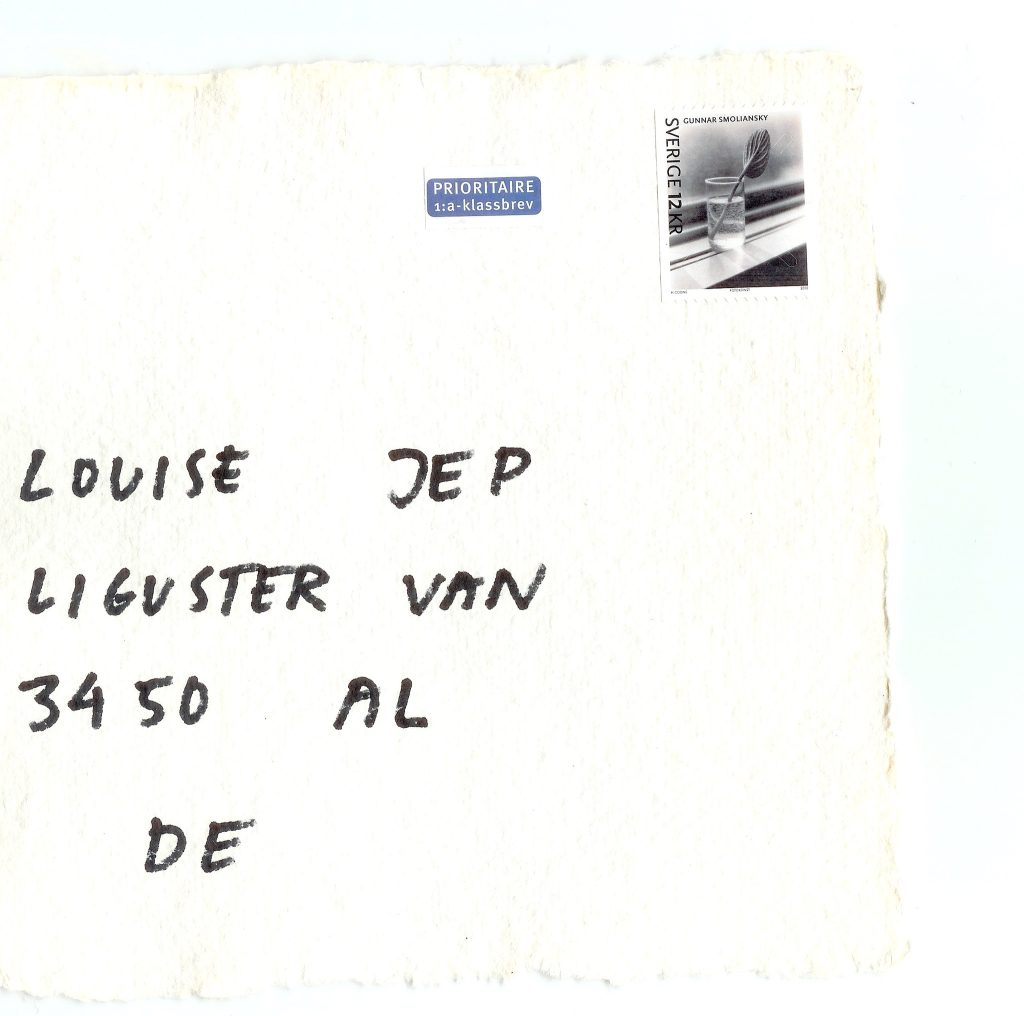 GUNNAR SMOLIANSKY
SVERIGE 12 KR
PRIORITAIRE
1:a-klassbrev
LOUISE JEP
LIGUSTER VAN
3450 AL
DE